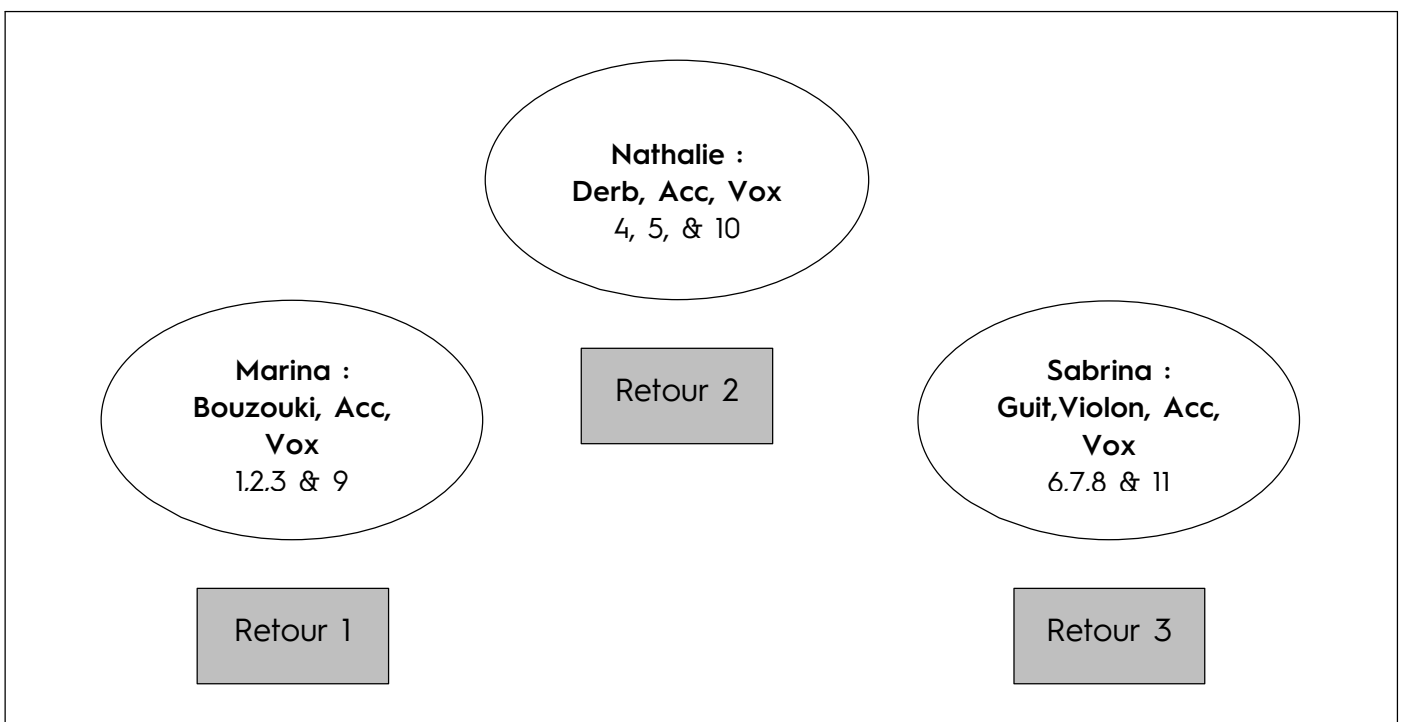 Nathalie :
Derb, Acc, Vox
4, 5, & 10
Marina :
Bouzouki, Acc,
Vox
1,2,3 & 9
Retour 2
Sabrina :
Guit,Violon, Acc,
Vox
6,7,8 & 11
Retour 1
Retour 3